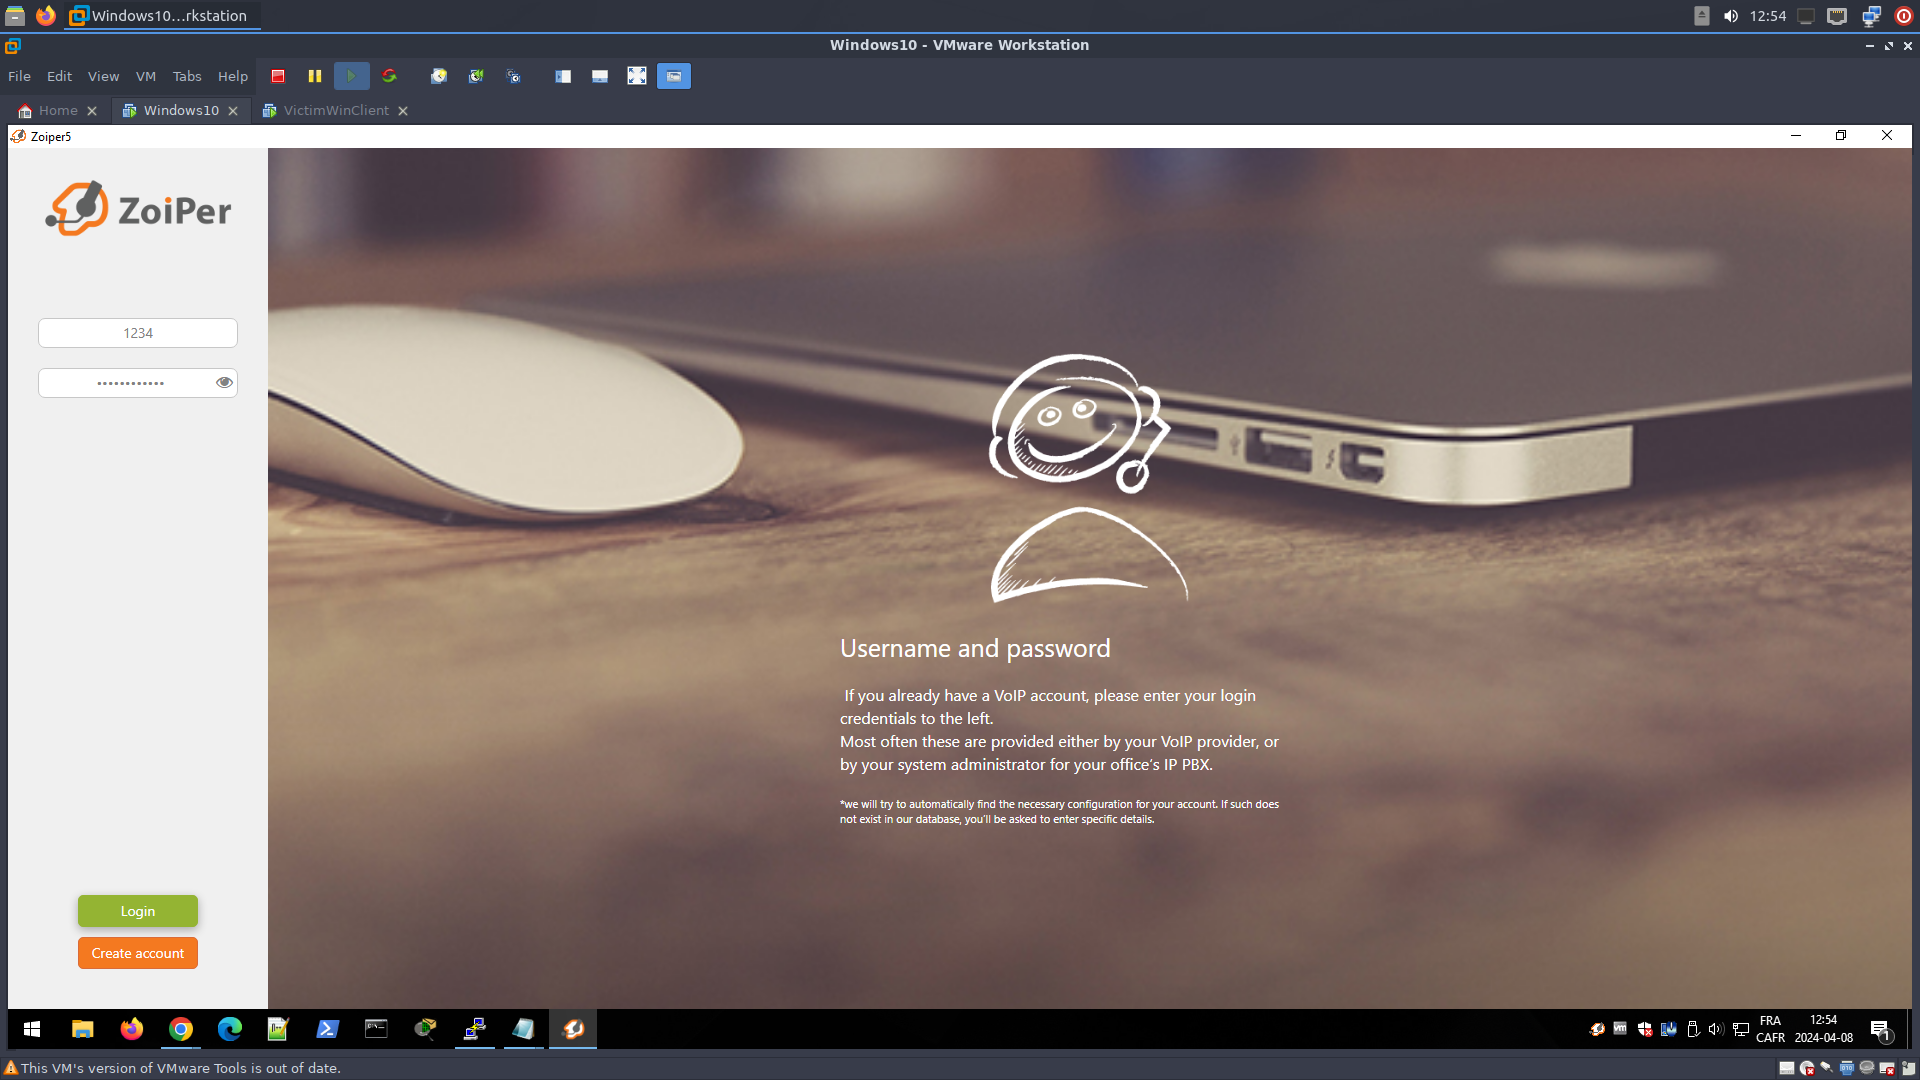 Windows10...rkstation
12:54
Windows10 - VMware Workstation
File Edit View VM Tabs Help
Home Windows10 VictimWinClient
Zoiper5
ZoiPer
1234
••••••••••••
Username and password
If you already have a VoIP account, please enter your login
credentials to the left.
Most often these are provided either by your VoIP provider, or
by your system administrator for your office's IP PBX.
*we will try to automatically find the necessary configuration for your account. If such does
not exist in our database, you'll be asked to enter specific details.
Login
Create account
FRA
CAFR
12:54
2024-04-08
1
This VM's version of VMware Tools is out of date.